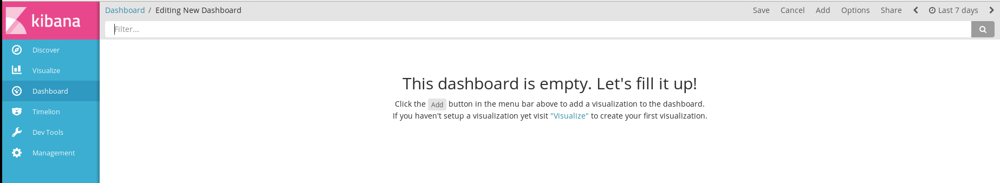 kibana
Dashboard / Editing New Dashboard
Save Cancel Add Options Share Last 7 days
Filter...
Discover
Visualize
Dashboard
Timelion
Dev Tools
Management
This dashboard is empty. Let's fill it up!
Click the Add button in the menu bar above to add a visualization to the dashboard.
If you haven't setup a visualization yet visit "Visualize" to create your first visualization.